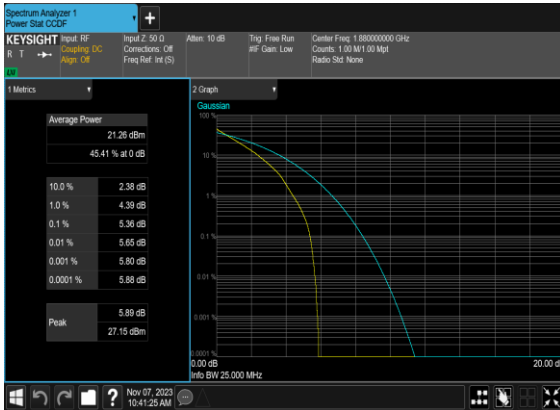 Spectrum Analyzer 1
Power Stat CCDF
+
KEYSIGHT
R T
LV
Input: RF
Coupling: DC
Align: Off
Input Z: 50 Ω
Corrections: Off
Freq Ref: Int (S)
Atten: 10 dB
Trig: Free Run
#IF Gain: Low
Center Freq: 1.880000000 GHz
Counts: 1.00 M/1.00 Mpt
Radio Std: None
1 Metrics
Average Power
21.26 dBm
45.41 % at 0 dB
10.0 % 2.38 dB
1.0 % 4.39 dB
0.1 % 5.36 dB
0.01 % 5.65 dB
0.001 % 5.80 dB
0.0001 % 5.88 dB
Peak
5.89 dB
27.15 dBm
2 Graph
Gaussian
100 %
10 %
1 %
0.1 %
0.01 %
0.001 %
0.0001 %
0.00 dB
20.00 d
Info BW 25.000 MHz
?
Nov 07, 2023
10:41:25 AM